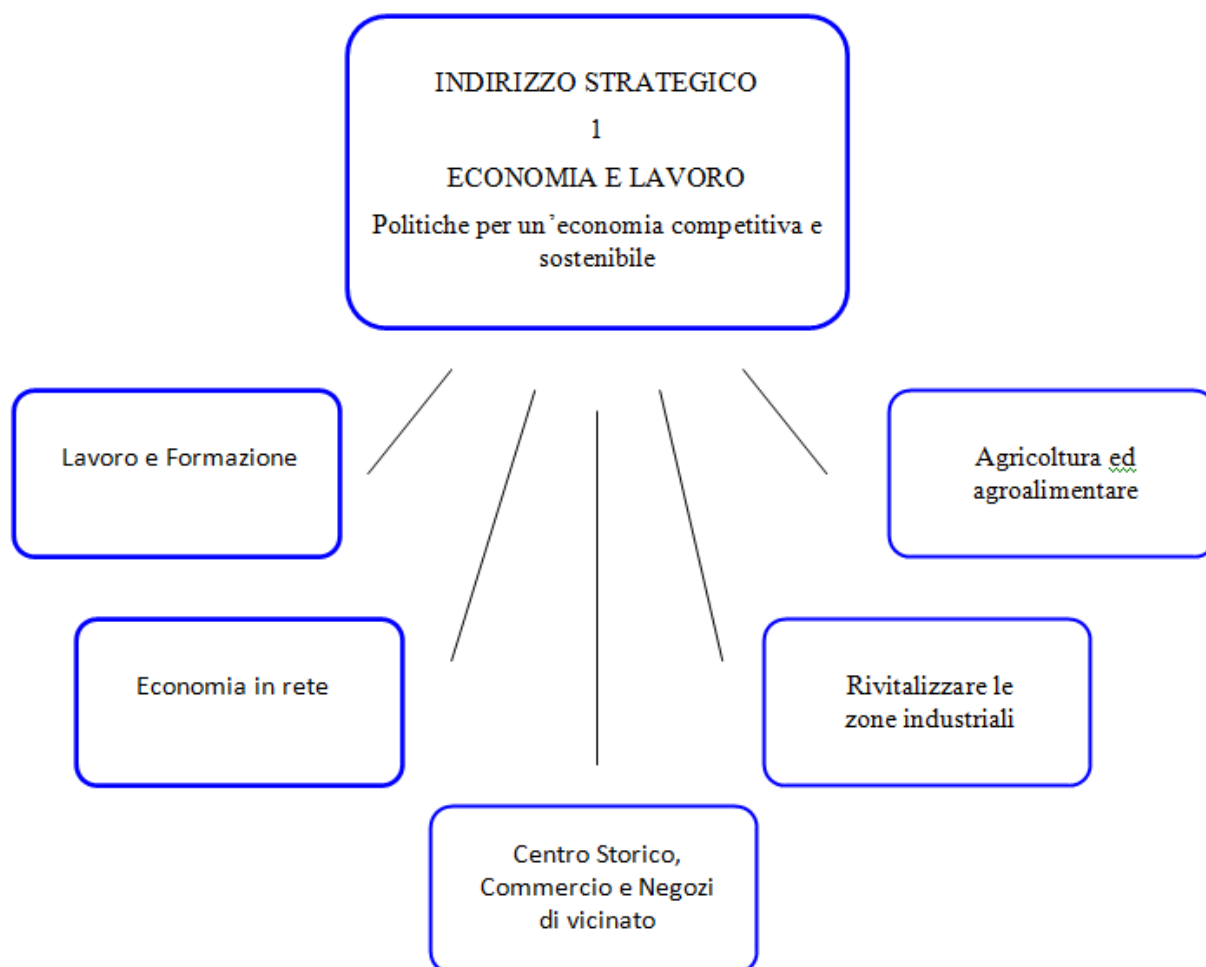 INDIRIZZO STRATEGICO
1
ECONOMIA E LAVORO
Politiche per un’economia competitiva e
sostenibile
Lavoro e Formazione
Agricoltura ed
agroalimentare
Economia in rete
Rivitalizzare le
zone industriali
Centro Storico,
Commercio e Negozi
di vicinato